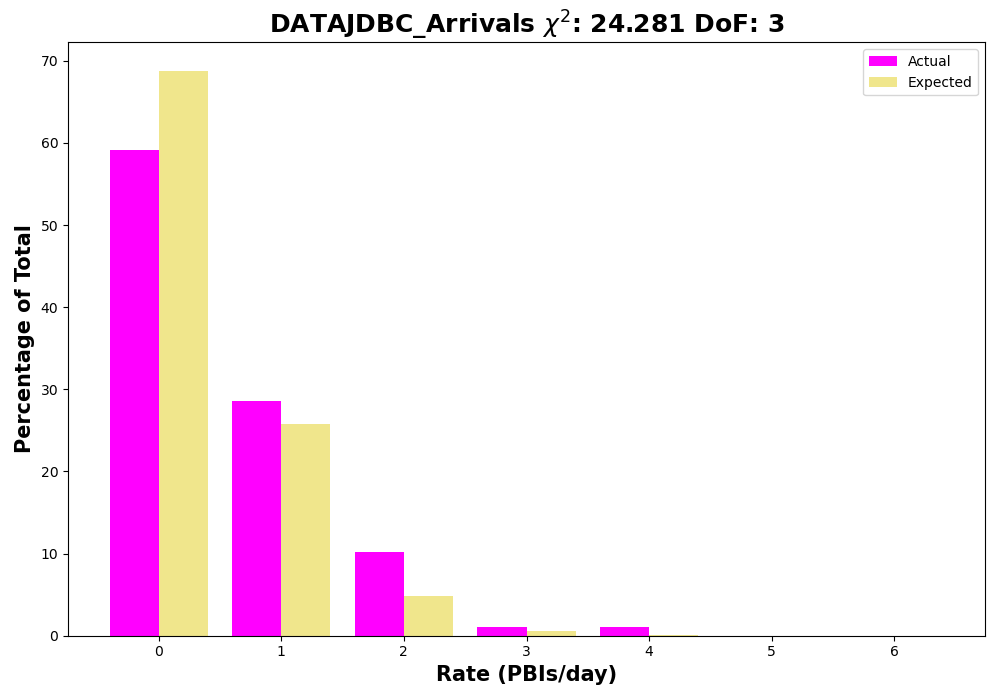 DATAJDBC_Arrivals χ²: 24.281 DoF: 3
Actual
Expected
Percentage of Total
70
60
50
40
30
20
10
0
0 1 2 3 4 5 6
Rate (PBIs/day)